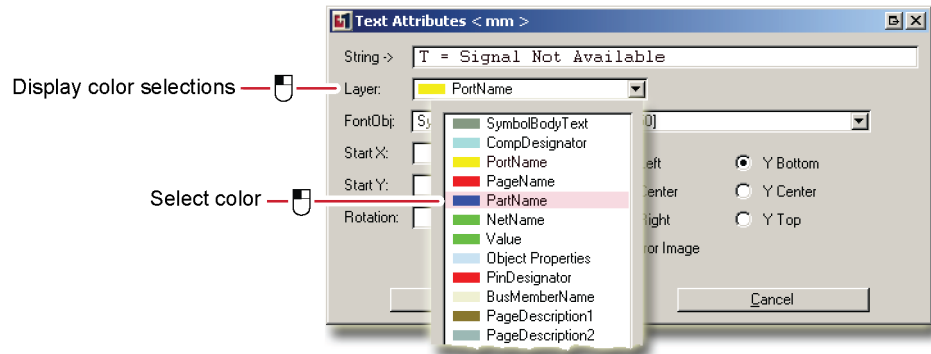 Text Attributes < mm >
String -> T = Signal Not Available
Display color selections
Layer: PortName
FontObj: Sy 0]
SymbolBodyText
CompDesignator
PortName
PageName
PartName
NetName
Value
Object Properties
PinDesignator
BusMemberName
PageDescription1
PageDescription2
Start X: eft Y Bottom
Select color
Start Y: enter Y Center
Rotation: ight Y Top
ror Image
Cancel